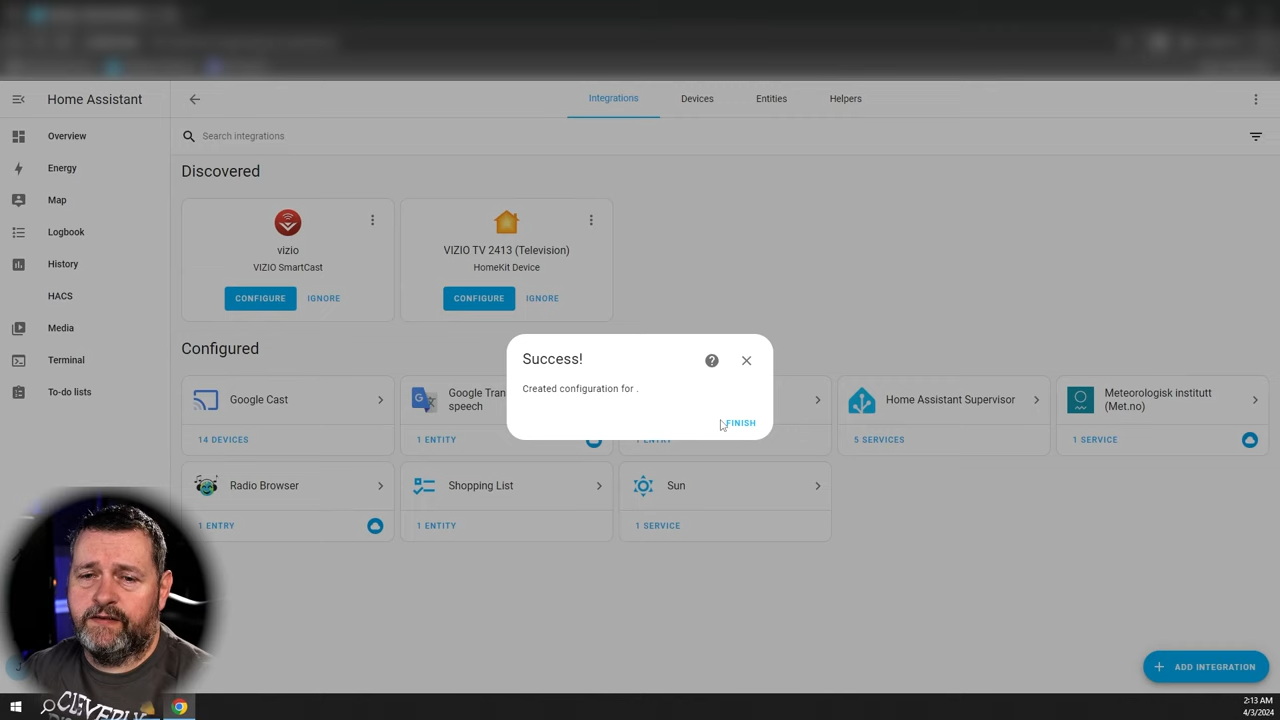 Home Assistant
Integrations
Devices
Entities
Helpers
Search integrations
Overview
Energy
Map
Logbook
History
HACS
Media
Terminal
To-do lists
Discovered
vizio
VIZIO SmartCast
CONFIGURE
IGNORE
VIZIO TV 2413 (Television)
HomeKit Device
CONFIGURE
IGNORE
Success!
Created configuration for .
FINISH
Configured
Google Cast
14 DEVICES
Google Tran
speech
1 ENTITY
1 ENTRY
Home Assistant Supervisor
5 SERVICES
Meteorologisk institutt
(Met.no)
1 SERVICE
Radio Browser
1 ENTRY
Shopping List
1 ENTITY
Sun
1 SERVICE
ADD INTEGRATION
CLEVERLY
2:13 AM
4/3/2024